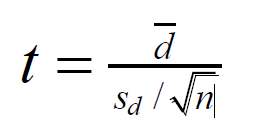 t = d̅ / (s_d / √n)